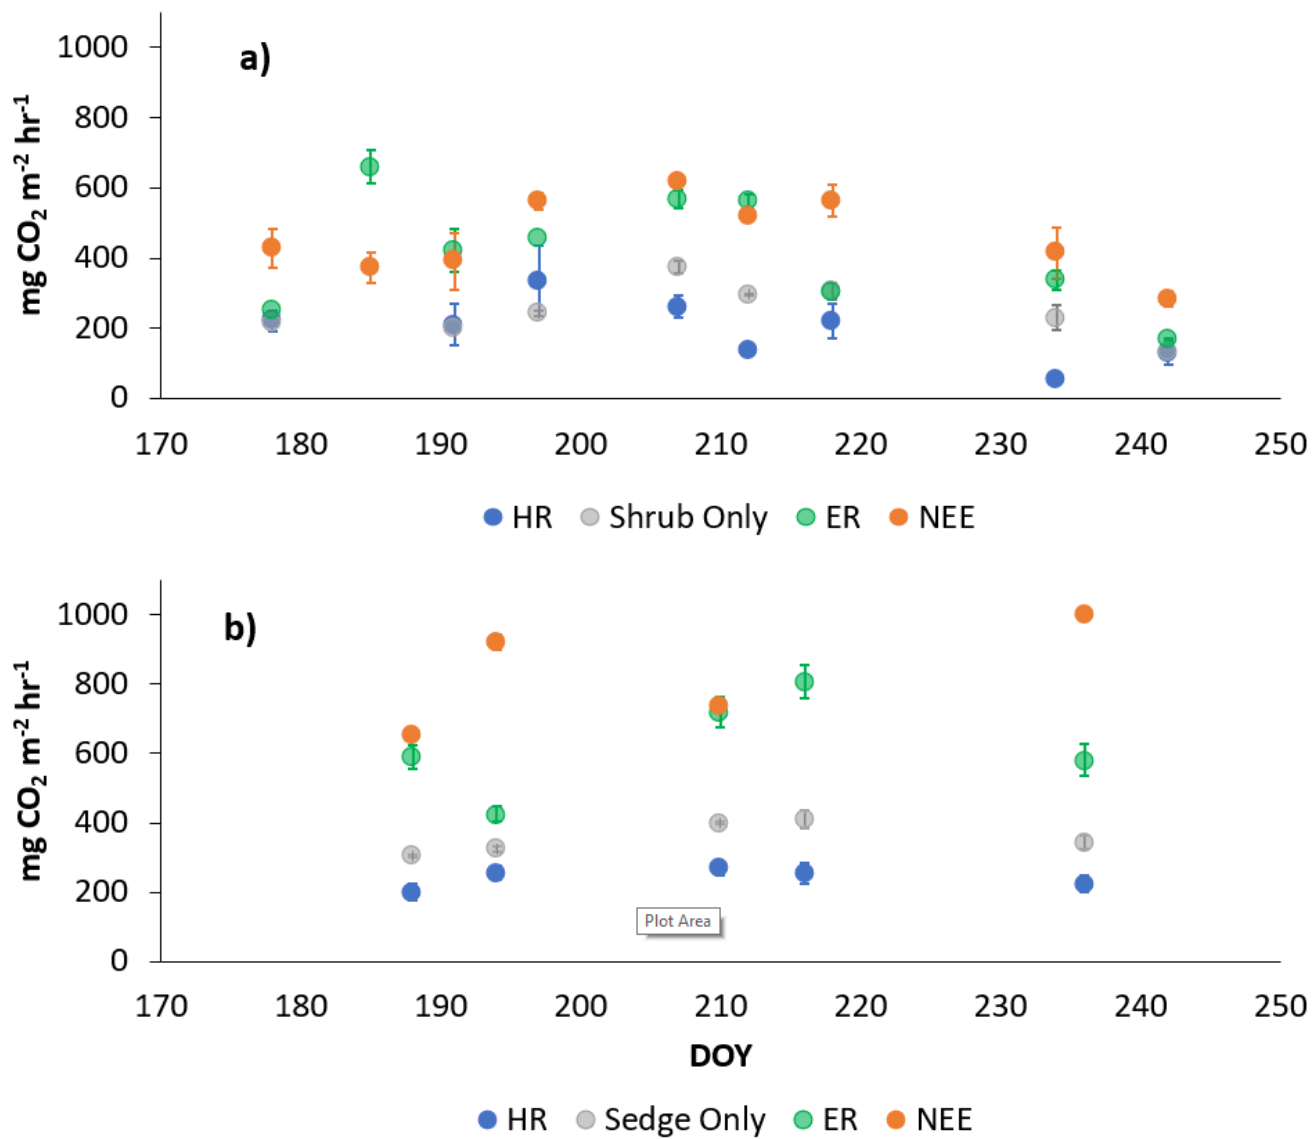 a)
mg CO₂ m⁻² hr⁻¹
1000
800
600
400
200
0
170 180 190 200 210 220 230 240 250
HR Shrub Only ER NEE
b)
mg CO₂ m⁻² hr⁻¹
1000
800
600
400
200
0
Plot Area
170 180 190 200 210 220 230 240 250
DOY
HR Sedge Only ER NEE